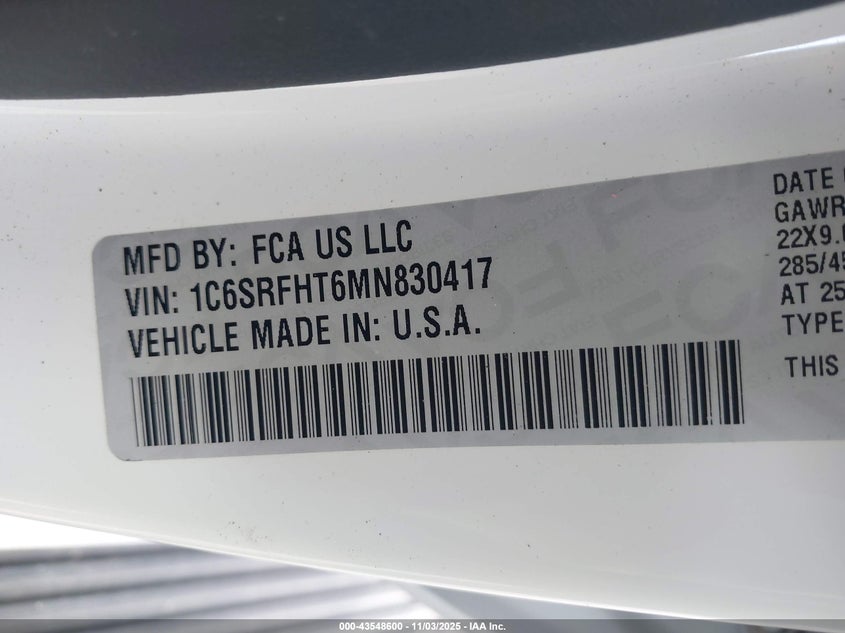 MFD BY: FCA US LLC
VIN: 1C6SRFHT6MN830417
VEHICLE MADE IN: U.S.A.
DATE
GAWR
22X9.
285/45
AT 25
TYPE
THIS
000-43548600 - 11/03/2025 - IAA Inc.